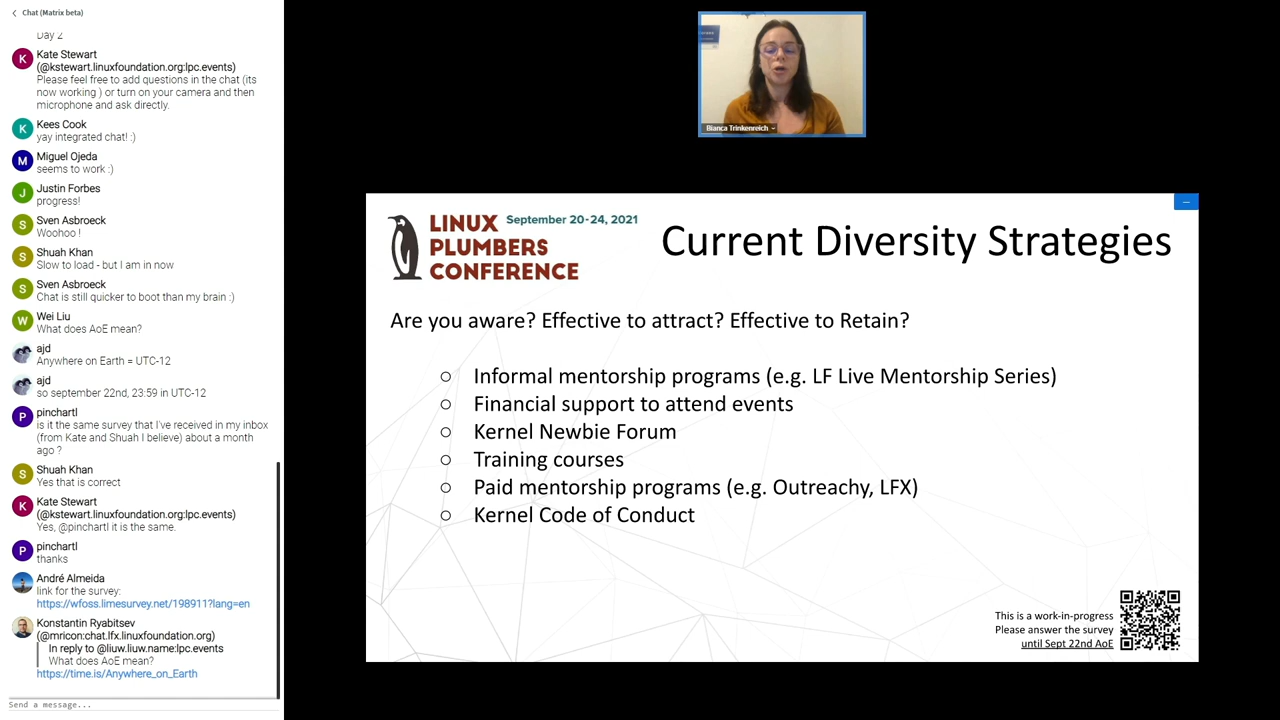 Chat (Matrix beta)
Day 2
Kate Stewart
(@kstewart.linuxfoundation.org:lpc.events)
Please feel free to add questions in the chat (its
now working ) or turn on your camera and then
microphone and ask directly.
Kees Cook
yay integrated chat! :)
Miguel Ojeda
seems to work :)
Justin Forbes
progress!
Sven Asbroeck
Woohoo !
Shuah Khan
Slow to load - but I am in now
Sven Asbroeck
Chat is still quicker to boot than my brain :)
Wei Liu
What does AoE mean?
ajd
Anywhere on Earth = UTC-12
ajd
so september 22nd, 23:59 in UTC-12
pinchartl
is it the same survey that I've received in my inbox
(from Kate and Shuah I believe) about a month
ago ?
Shuah Khan
Yes that is correct
Kate Stewart
(@kstewart.linuxfoundation.org:lpc.events)
Yes, @pinchartl it is the same.
pinchartl
thanks
André Almeida
link for the survey:
https://wfoss.limesurvey.net/198911?lang=en
Konstantin Ryabitsev
(@mricon:chat.lfx.linuxfoundation.org)
In reply to @liuw.liuw.name:lpc.events
What does AoE mean?
https://time.is/Anywhere_on_Earth
Send a message...
K
K
M
J
S
S
S
W
P
S
K
P
Bianca Trinkenreich
LINUX
PLUMBERS
CONFERENCE
September 20-24, 2021
Current Diversity Strategies
Are you aware? Effective to attract? Effective to Retain?
○ Informal mentorship programs (e.g. LF Live Mentorship Series)
○ Financial support to attend events
○ Kernel Newbie Forum
○ Training courses
○ Paid mentorship programs (e.g. Outreachy, LFX)
○ Kernel Code of Conduct
This is a work-in-progress
Please answer the survey
until Sept 22nd AoE